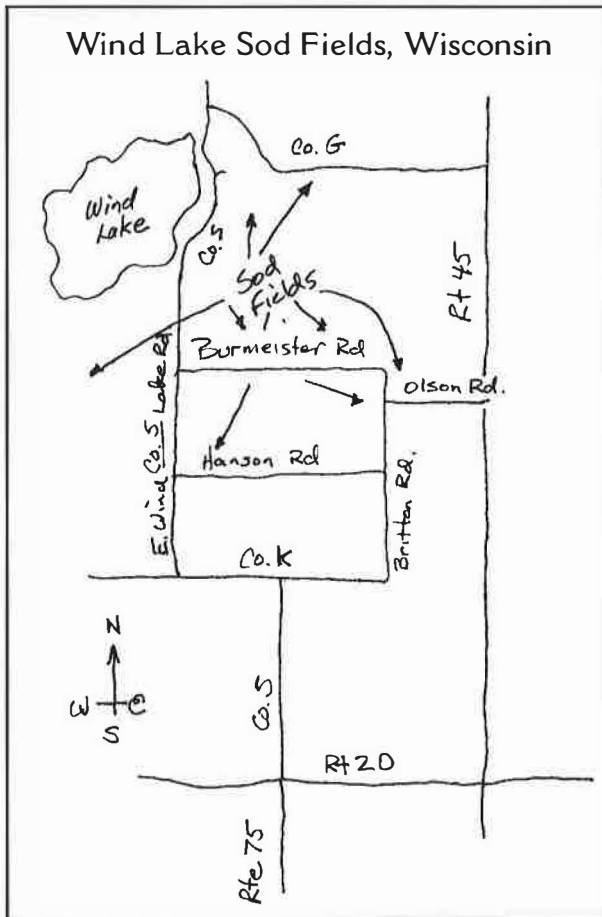 Wind Lake Sod Fields, Wisconsin
Co. G
Wind
Lake
Co. S
Rt 45
Sod
Fields
Burmeister Rd
Olson Rd.
E. Wind Co. S Lake Rd
Hanson Rd
Britton Rd.
Co. K
N
W E
S
Co. S
Rt 20
Rte 75